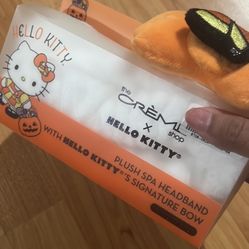 HELLO KITTY
the
CRÈME
shop
×
HELLO KITTY®
PLUSH SPA HEADBAND
WITH HELLO KITTY®'S SIGNATURE BOW